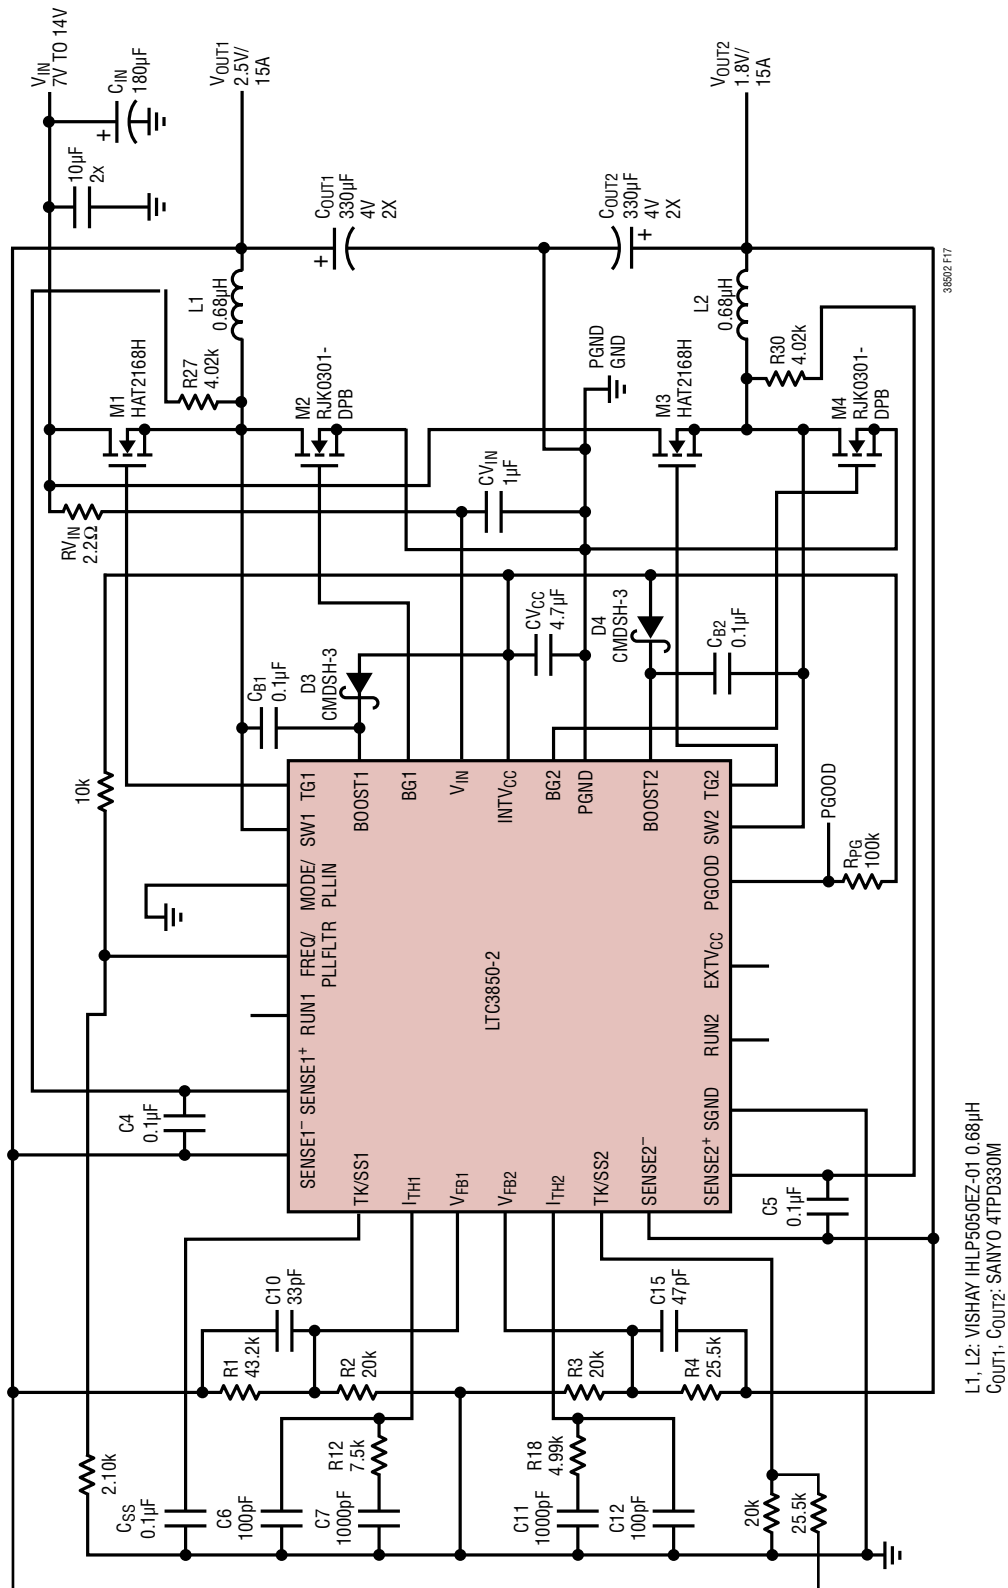 VIN
7V TO 14V
CIN
180µF
+
10µF
2x
VOUT1
2.5V/
15A
COUT1
330µF
4V
2X
+
COUT2
330µF
4V
2X
+
VOUT2
1.8V/
15A
L1
0.68µH
L2
0.68µH
38502 F17
M1
HAT2168H
R27
4.02k
M2
RJK0301-
DPB
PGND
GND
M3
HAT2168H
R30
4.02k
M4
RJK0301-
DPB
RVIN
2.2Ω
CVIN
1µF
CB1
0.1µF
D3
CMDSH-3
CVCC
4.7µF
D4
CMDSH-3
CB2
0.1µF
10k
TG1
SW1
BOOST1
BG1
VIN
INTVCC
BG2
PGND
BOOST2
TG2
SW2
MODE/
PLLIN
FREQ/
PLLFLTR
RUN1
SENSE1+
SENSE1–
LTC3850-2
PGOOD
EXTVCC
RUN2
SGND
SENSE2+
PGOOD
RPG
100k
C4
0.1µF
TK/SS1
ITH1
VFB1
VFB2
ITH2
TK/SS2
SENSE2–
C5
0.1µF
C10
33pF
R1
43.2k
R2
20k
C15
47pF
R3
20k
R4
25.5k
2.10k
CSS
0.1µF
C6
100pF
R12
7.5k
C7
1000pF
R18
4.99k
C11
1000pF
C12
100pF
20k
25.5k
L1, L2: VISHAY IHLP5050EZ-01 0.68µH
COUT1, COUT2: SANYO 4TPD330M